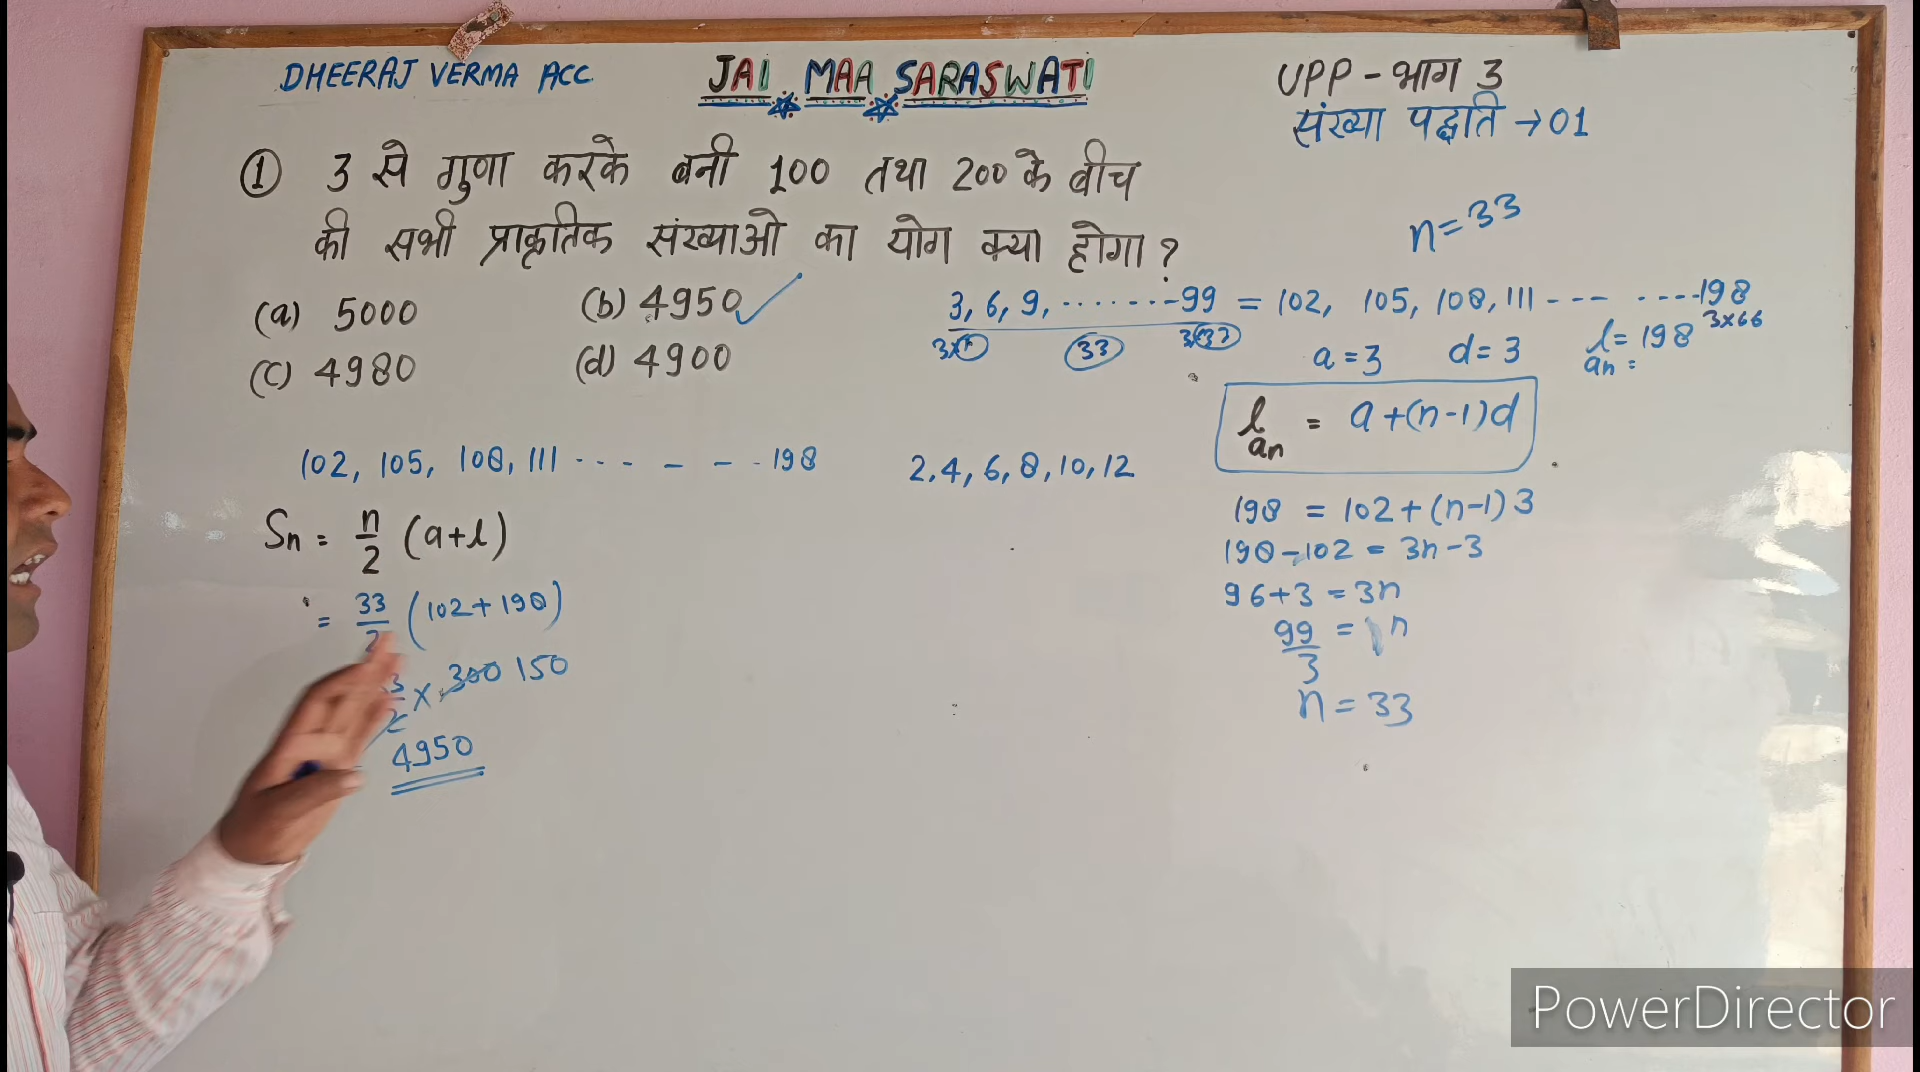 DHEERAJ VERMA ACC
JAI MAA SARASWATI
UPP - भाग 3
संख्या पद्धति → 01
① 3 से गुणा करके बनी 100 तथा 200 के बीच
की सभी प्राकृतिक संख्याओ का योग क्या होगा ?
(a) 5000 (b) 4950 ✓
(c) 4980 (d) 4900
n = 33
3, 6, 9, ....... -99 = 102, 105, 108, 111 --- ----198
33
3×66
a = 3 d = 3 l = 198
an =
l = a + (n-1)d
an
102, 105, 108, 111 --- - - - -198
2, 4, 6, 8, 10, 12
Sn = n/2 (a+l)
= 33/2 (102 + 198)
× 300 150
4950
198 = 102 + (n-1) 3
198 - 102 = 3n - 3
96 + 3 = 3n
99/3 = n
n = 33
PowerDirector